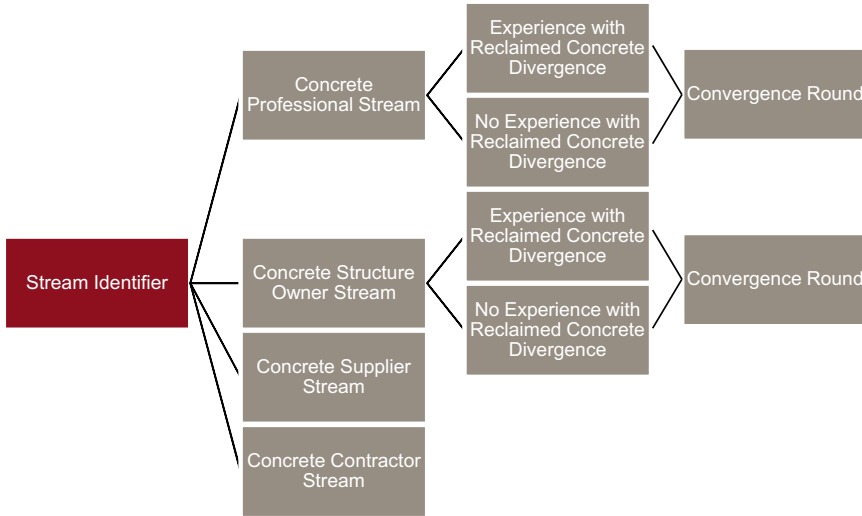 Stream Identifier
Concrete
Professional Stream
Experience with
Reclaimed Concrete
Divergence
No Experience with
Reclaimed Concrete
Divergence
Convergence Round
Concrete Structure
Owner Stream
Experience with
Reclaimed Concrete
Divergence
No Experience with
Reclaimed Concrete
Divergence
Convergence Round
Concrete Supplier
Stream
Concrete Contractor
Stream